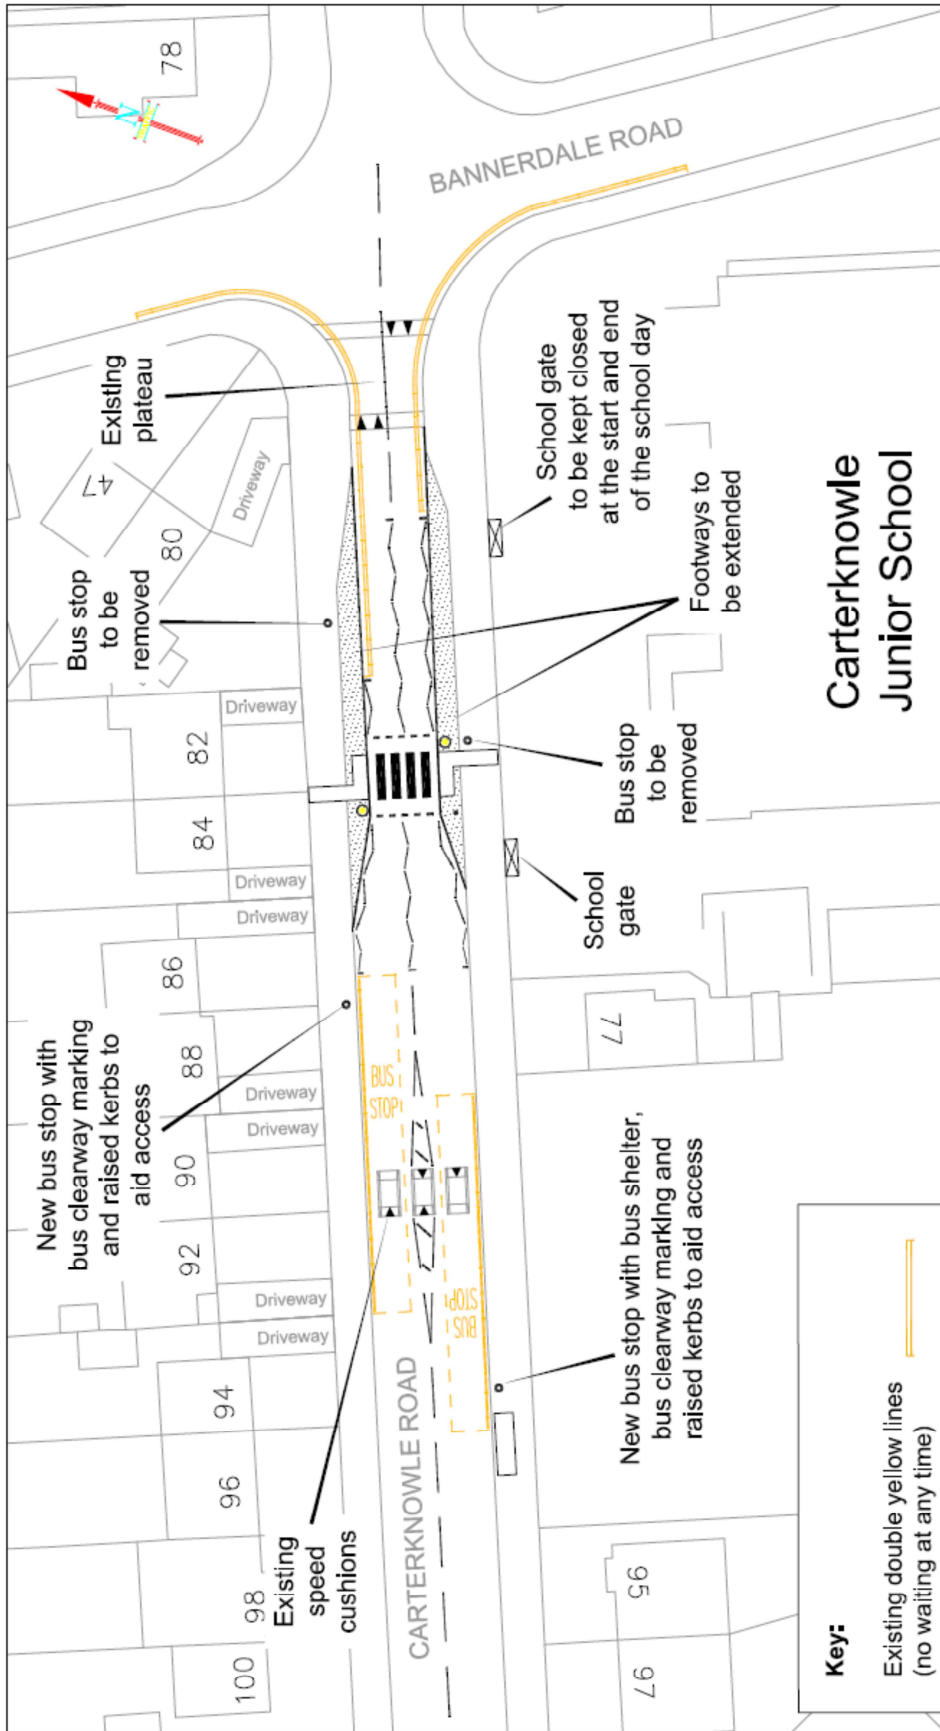 New bus stop with
bus clearway marking
and raised kerbs to
aid access
Bus stop
to be
removed
Existing
plateau
N
78
47
80
82
84
86
88
90
92
94
96
98
100
Driveway
Driveway
Driveway
Driveway
Driveway
Driveway
Driveway
Driveway
Existing
speed
cushions
CARTERKNOWLE ROAD
BUS
STOP
BUS
STOP
BANNERDALE ROAD
School gate
to be kept closed
at the start and end
of the school day
Footways to
be extended
Bus stop
to be
removed
School
gate
Carterknowle
Junior School
77
95
97
New bus stop with bus shelter,
bus clearway marking and
raised kerbs to aid access
Key:
Existing double yellow lines
(no waiting at any time)